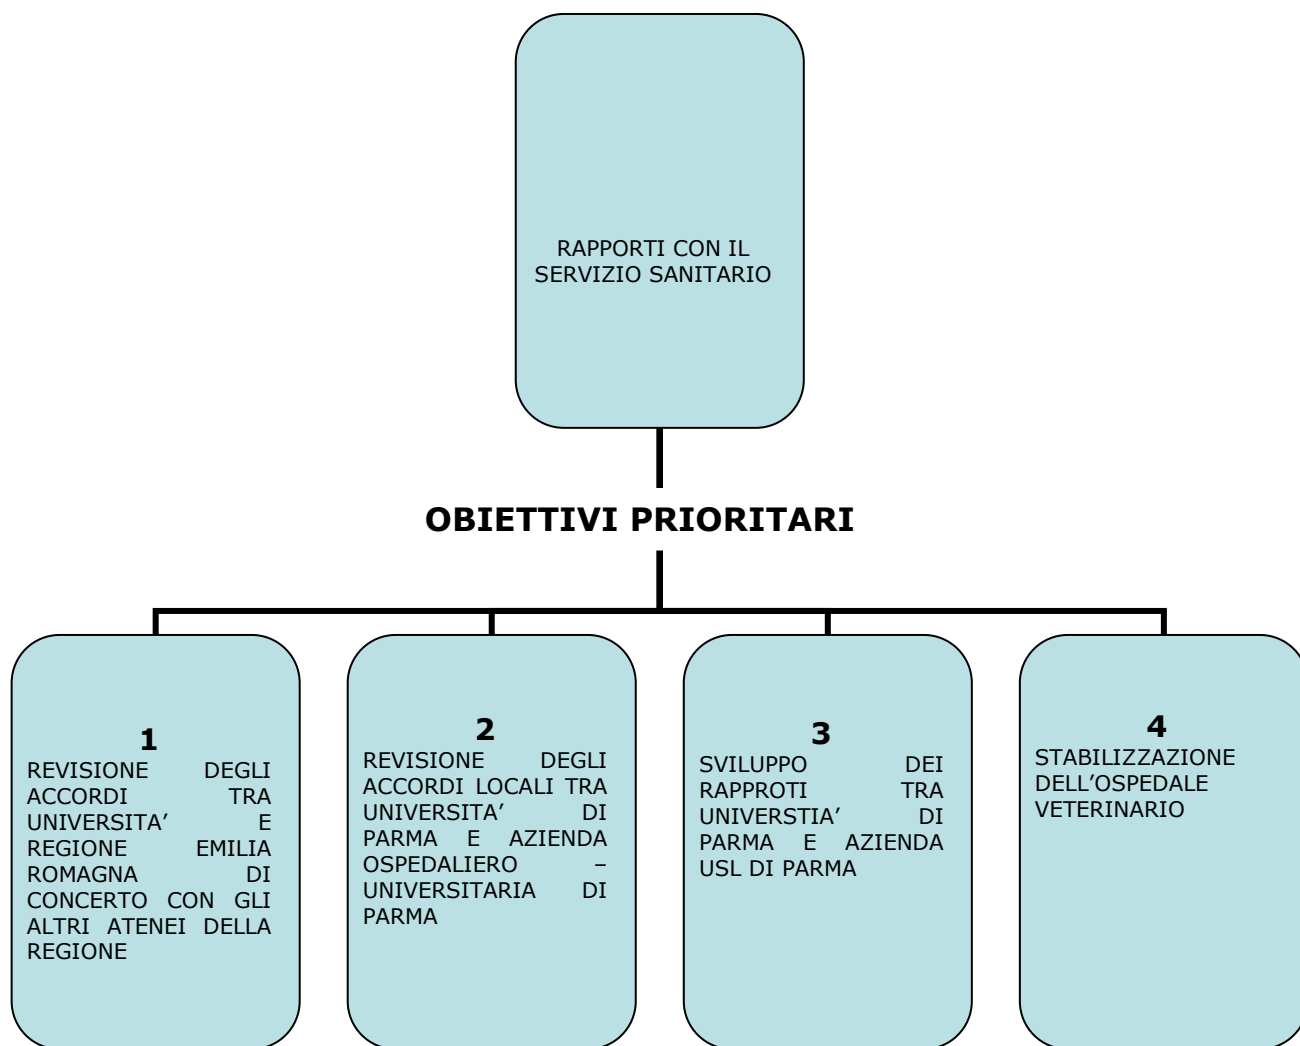 RAPPORTI CON IL
SERVIZIO SANITARIO
OBIETTIVI PRIORITARI
1
REVISIONE DEGLI
ACCORDI TRA
UNIVERSITA’ E
REGIONE EMILIA
ROMAGNA DI
CONCERTO CON GLI
ALTRI ATENEI DELLA
REGIONE
2
REVISIONE DEGLI
ACCORDI LOCALI TRA
UNIVERSITA’ DI
PARMA E AZIENDA
OSPEDALIERO –
UNIVERSITARIA DI
PARMA
3
SVILUPPO DEI
RAPPROTI TRA
UNIVERSTIA’ DI
PARMA E AZIENDA
USL DI PARMA
4
STABILIZZAZIONE
DELL’OSPEDALE
VETERINARIO